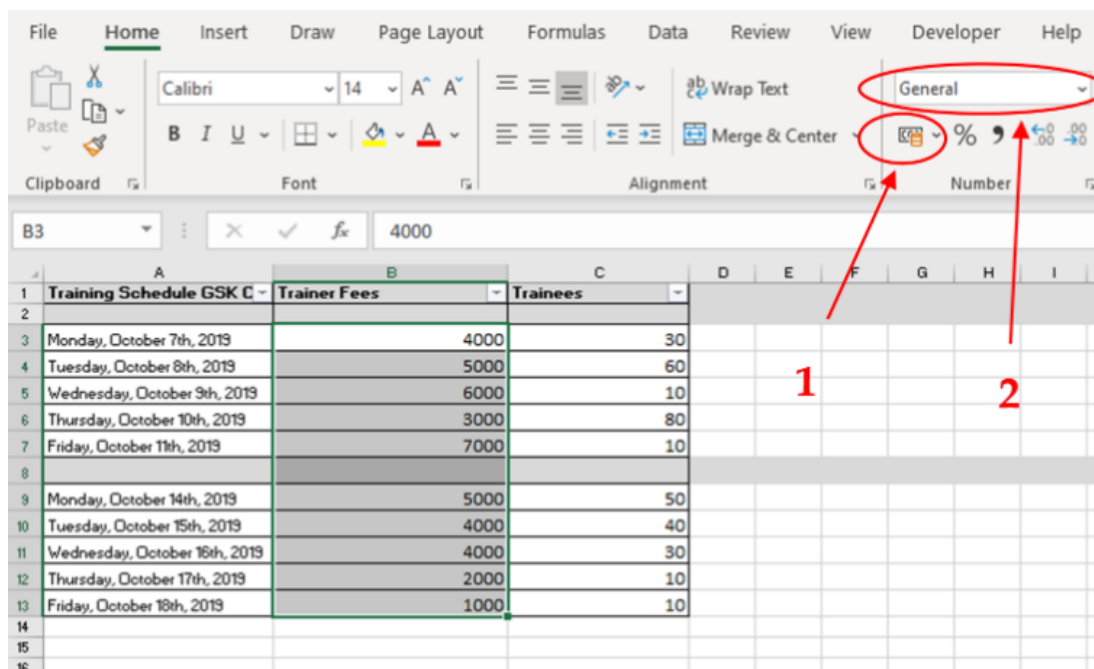 File Home Insert Draw Page Layout Formulas Data Review View Developer Help
Calibri 14 A^ A˅ ab Wrap Text General
Paste B I U A Merge & Center % , .00 .00
Clipboard Font Alignment Number
B3 fx 4000
A B C D E F G H I
1 Training Schedule GSK C Trainer Fees Trainees
2
3 Monday, October 7th, 2019 4000 30
4 Tuesday, October 8th, 2019 5000 60
5 Wednesday, October 9th, 2019 6000 10
6 Thursday, October 10th, 2019 3000 80
7 Friday, October 11th, 2019 7000 10
8
9 Monday, October 14th, 2019 5000 50
10 Tuesday, October 15th, 2019 4000 40
11 Wednesday, October 16th, 2019 4000 30
12 Thursday, October 17th, 2019 2000 10
13 Friday, October 18th, 2019 1000 10
14
15
16
1
2